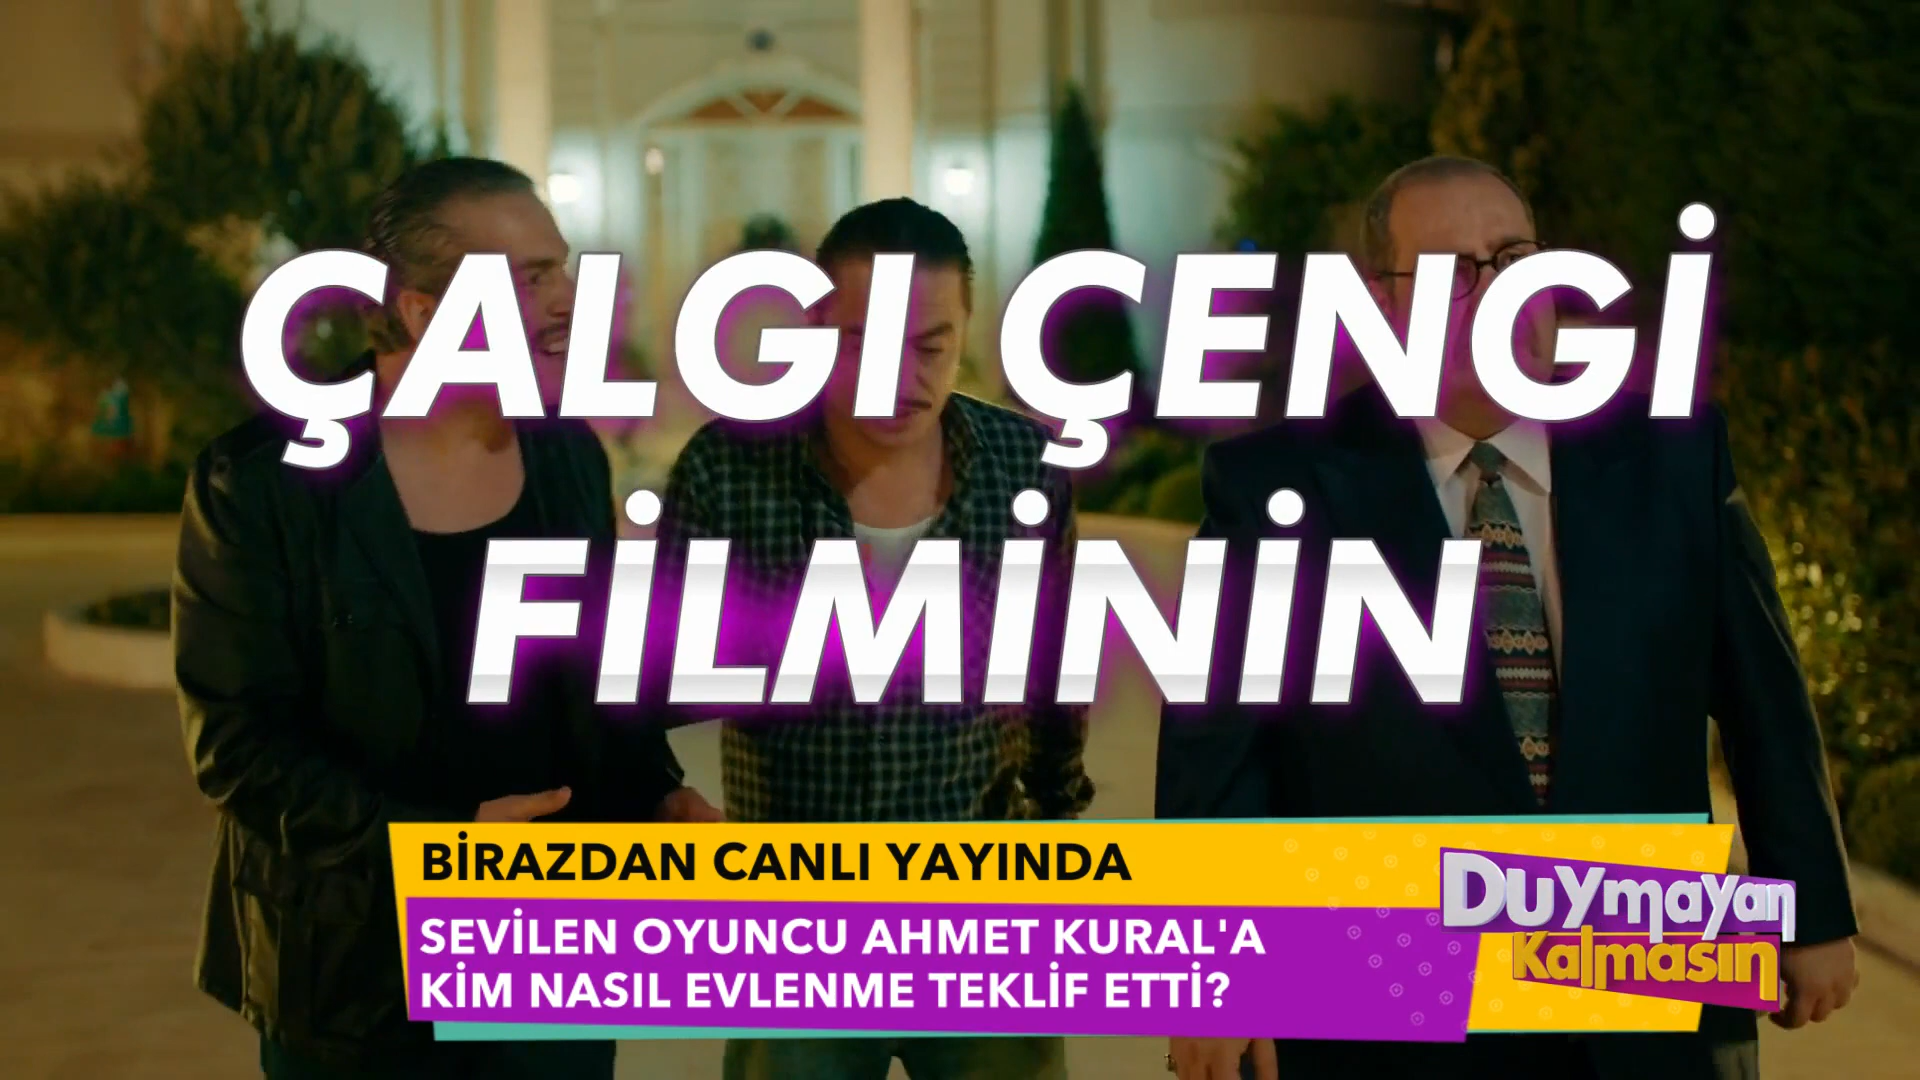 ÇALGI ÇENGİ
FİLMİNİN
BİRAZDAN CANLI YAYINDA
SEVİLEN OYUNCU AHMET KURAL'A
KİM NASIL EVLENME TEKLİF ETTİ?
Duymayan
Kalmasın